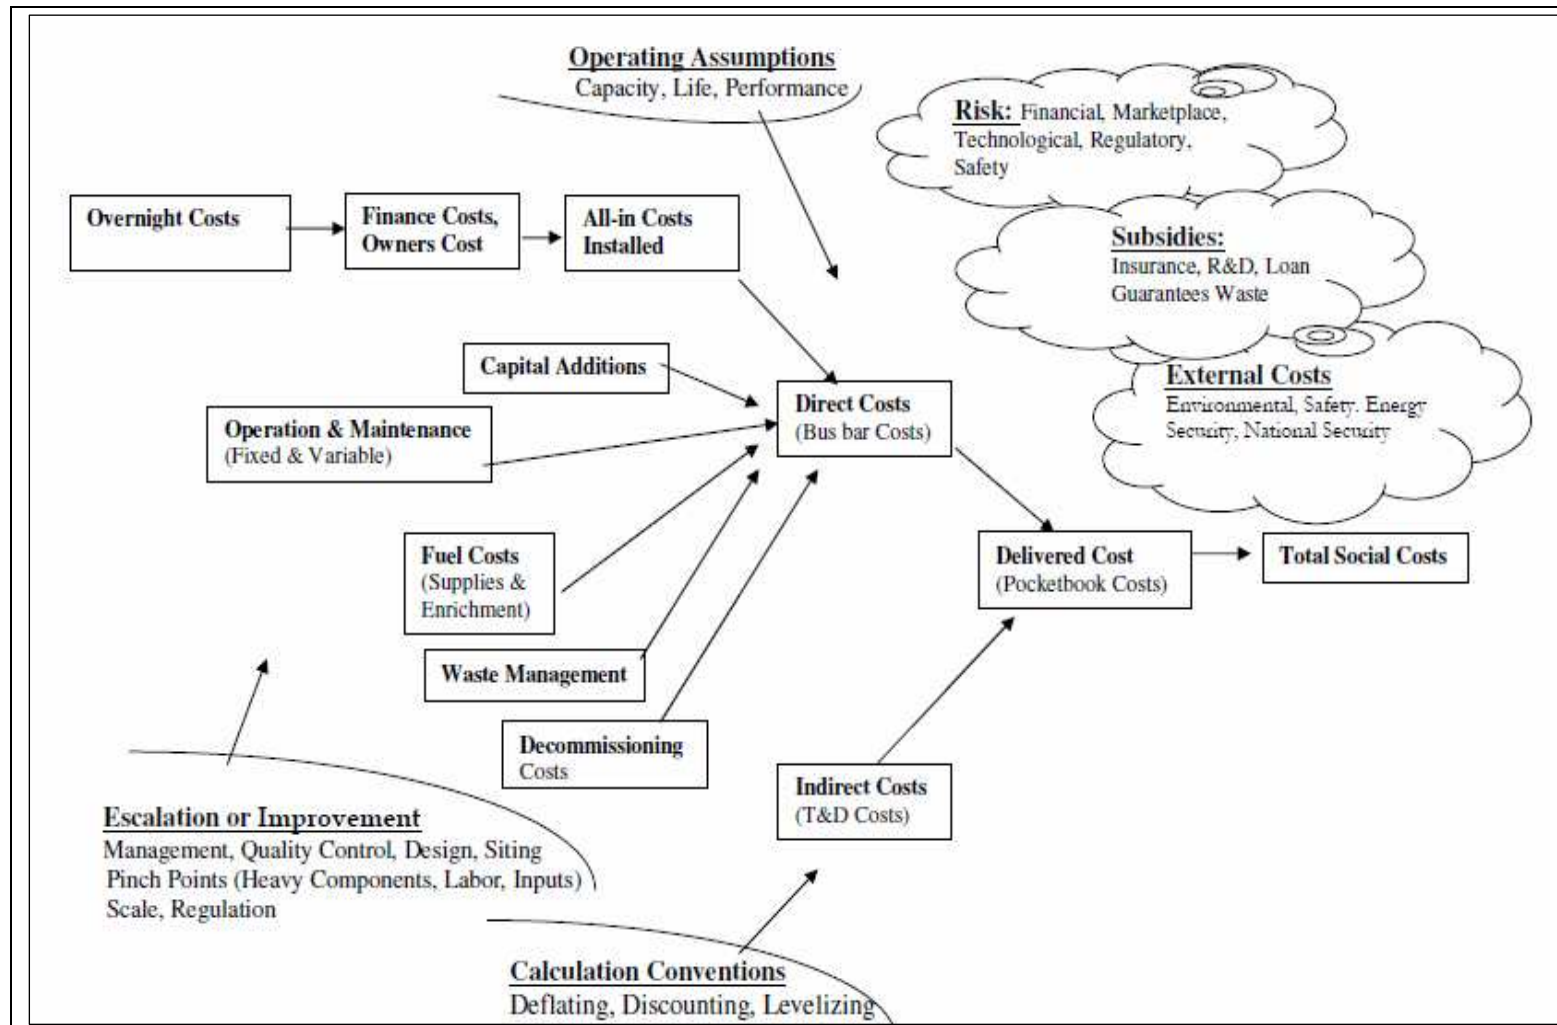 Operating Assumptions
Capacity, Life, Performance
Risk: Financial, Marketplace,
Technological, Regulatory,
Safety
Overnight Costs
Finance Costs,
Owners Cost
All-in Costs
Installed
Subsidies:
Insurance, R&D, Loan
Guarantees Waste
Capital Additions
External Costs
Environmental, Safety. Energy
Security, National Security
Direct Costs
(Bus bar Costs)
Operation & Maintenance
(Fixed & Variable)
Fuel Costs
(Supplies &
Enrichment)
Delivered Cost
(Pocketbook Costs)
Total Social Costs
Waste Management
Decommissioning
Costs
Indirect Costs
(T&D Costs)
Escalation or Improvement
Management, Quality Control, Design, Siting
Pinch Points (Heavy Components, Labor, Inputs)
Scale, Regulation
Calculation Conventions
Deflating, Discounting, Levelizing